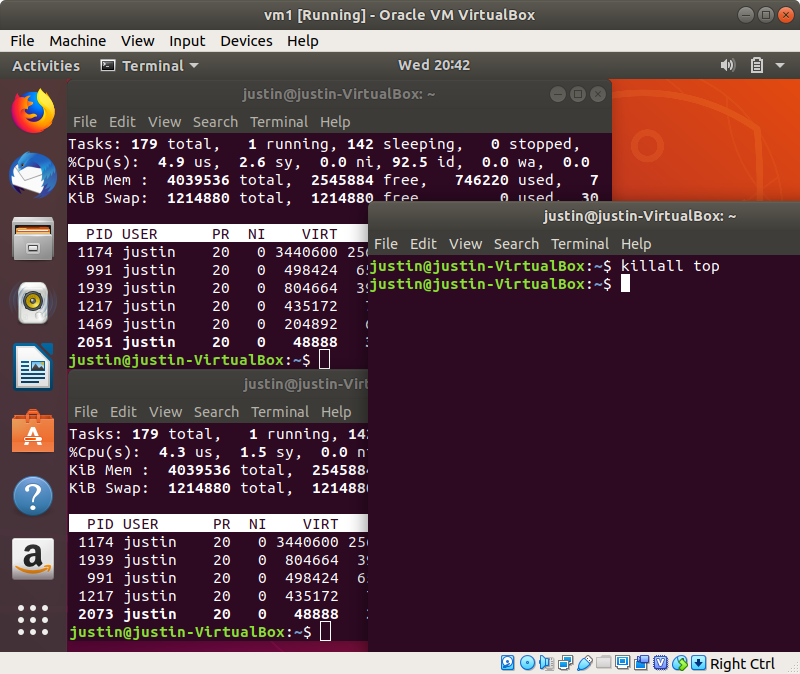 vm1 [Running] - Oracle VM VirtualBox
File Machine View Input Devices Help
Activities Terminal Wed 20:42
justin@justin-VirtualBox: ~
File Edit View Search Terminal Help
Tasks: 179 total, 1 running, 142 sleeping, 0 stopped,
%Cpu(s): 4.9 us, 2.6 sy, 0.0 ni, 92.5 id, 0.0 wa, 0.0
KiB Mem : 4039536 total, 2545884 free, 746220 used, 7
KiB Swap: 1214880 total, 1214880 free, 0 used, 30
PID USER PR NI VIRT
1174 justin 20 0 3440600 256
991 justin 20 0 498424 6
1939 justin 20 0 804664 39
1217 justin 20 0 435172
1469 justin 20 0 204892
2051 justin 20 0 48888
justin@justin-VirtualBox:~$
justin@justin-Virt
File Edit View Search Terminal Help
Tasks: 179 total, 1 running, 142
%Cpu(s): 4.3 us, 1.5 sy, 0.0 n
KiB Mem : 4039536 total, 2545884
KiB Swap: 1214880 total, 1214880
PID USER PR NI VIRT
1174 justin 20 0 3440600 256
1939 justin 20 0 804664 39
991 justin 20 0 498424 6
1217 justin 20 0 435172
2073 justin 20 0 48888
justin@justin-VirtualBox:~$
justin@justin-VirtualBox: ~
File Edit View Search Terminal Help
justin@justin-VirtualBox:~$ killall top
justin@justin-VirtualBox:~$
Right Ctrl